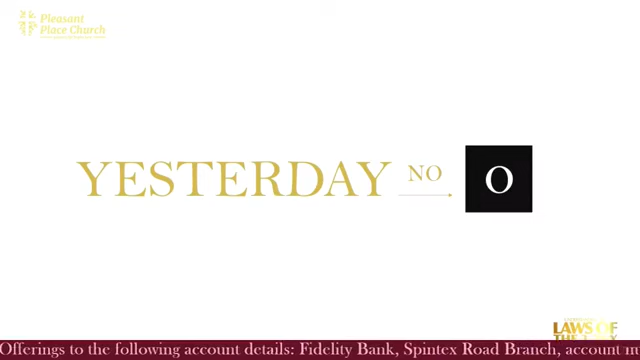 Pleasant
Place Church
YESTERDAY NO O
LAWS OF
Offerings to the following account details: Fidelity Bank, Spintex Road Branch, account